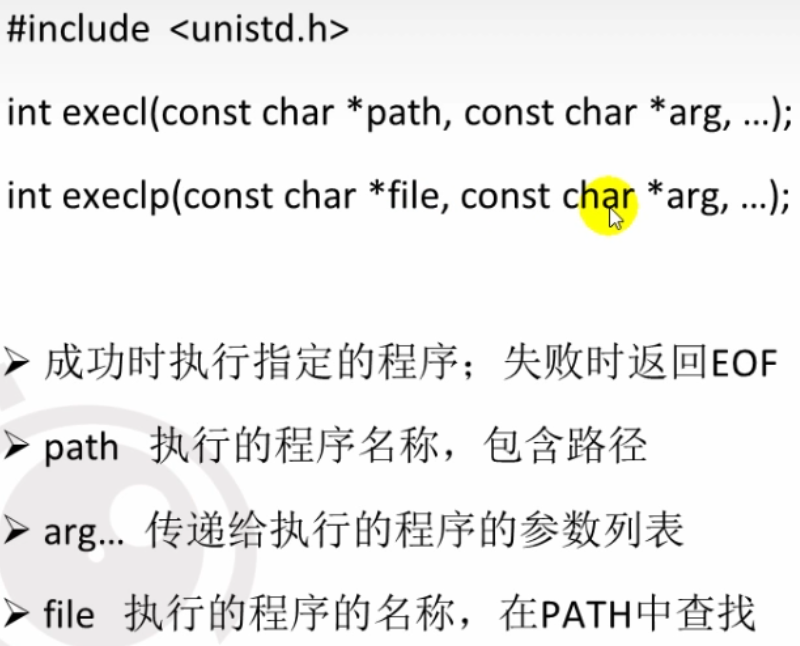 #include <unistd.h>
int execl(const char *path, const char *arg, …);
int execlp(const char *file, const char *arg, …);
➢ 成功时执行指定的程序；失败时返回EOF
➢ path 执行的程序名称，包含路径
➢ arg… 传递给执行的程序的参数列表
➢ file 执行的程序的名称，在PATH中查找